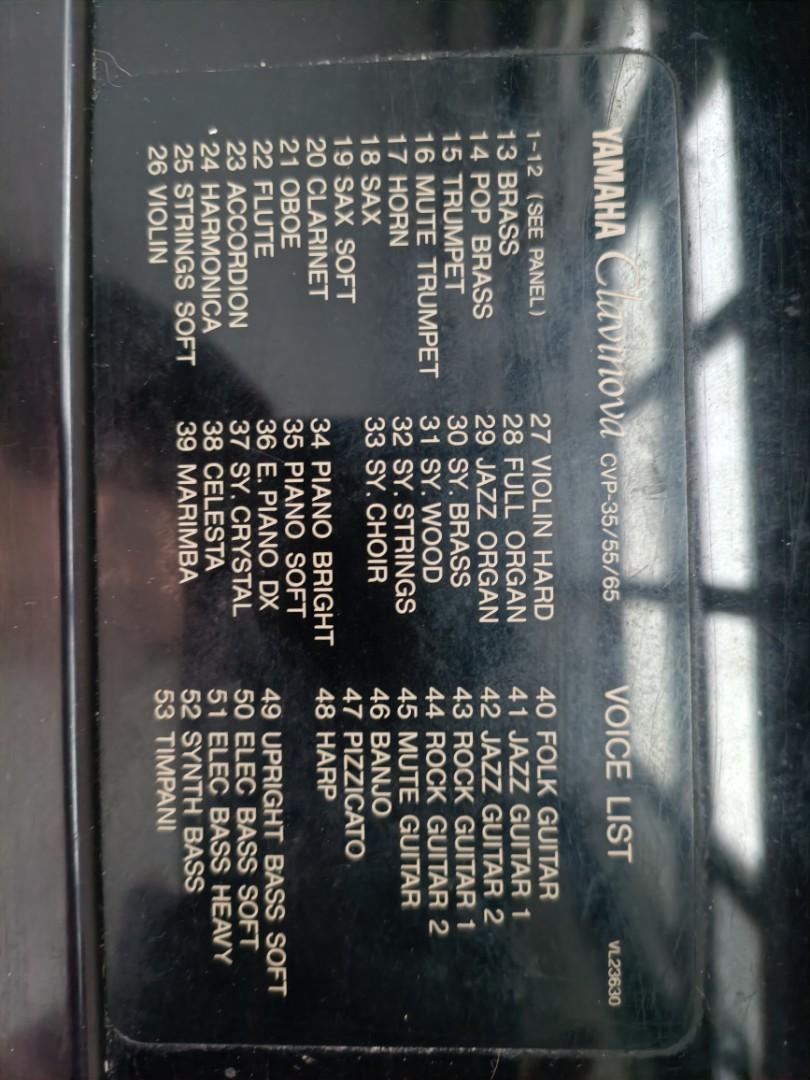 YAMAHA Clavinova CVP-35/55/65 VOICE LIST VL23630
1-12 (SEE PANEL)
13 BRASS
14 POP BRASS
15 TRUMPET
16 MUTE TRUMPET
17 HORN
18 SAX
19 SAX SOFT
20 CLARINET
21 OBOE
22 FLUTE
23 ACCORDION
24 HARMONICA
25 STRINGS SOFT
26 VIOLIN
27 VIOLIN HARD
28 FULL ORGAN
29 JAZZ ORGAN
30 SY. BRASS
31 SY. WOOD
32 SY. STRINGS
33 SY. CHOIR
34 PIANO BRIGHT
35 PIANO SOFT
36 E. PIANO DX
37 SY. CRYSTAL
38 CELESTA
39 MARIMBA
40 FOLK GUITAR
41 JAZZ GUITAR 1
42 JAZZ GUITAR 2
43 ROCK GUITAR 1
44 ROCK GUITAR 2
45 MUTE GUITAR
46 BANJO
47 PIZZICATO
48 HARP
49 UPRIGHT BASS SOFT
50 ELEC BASS SOFT
51 ELEC BASS HEAVY
52 SYNTH BASS
53 TIMPANI